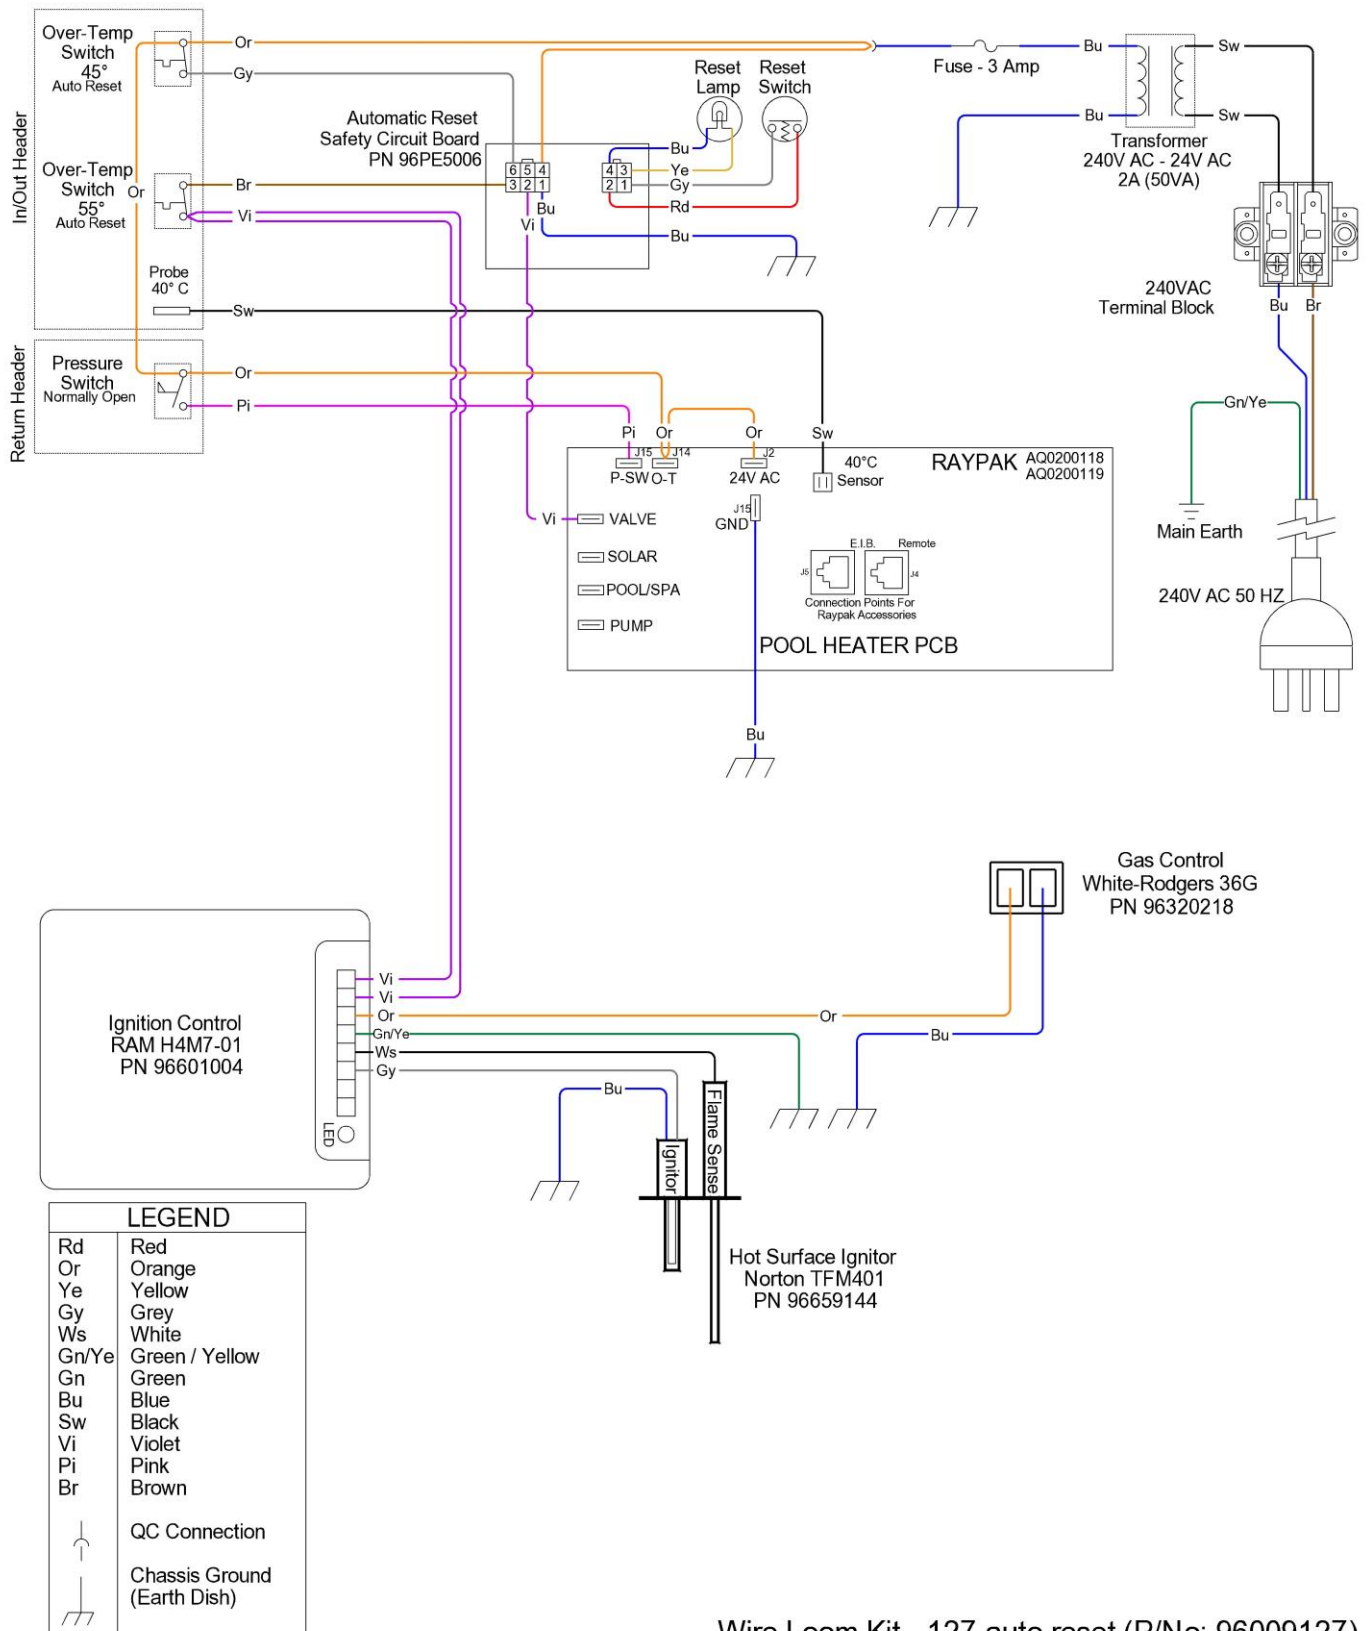 In/Out Header
Over-Temp
Switch
45°
Auto Reset
Or
Gy
Over-Temp
Switch
55°
Auto Reset
Or
Br
Vi
Probe
40° C
Sw
Return Header
Pressure
Switch
Normally Open
Or
Pi
Automatic Reset
Safety Circuit Board
PN 96PE5006
6 5 4
3 2 1
Bu
Vi
4 3
2 1
Reset
Lamp
Reset
Switch
Bu
Ye
Gy
Rd
Bu
Fuse - 3 Amp
Bu
Bu
Sw
Sw
Transformer
240V AC - 24V AC
2A (50VA)
240VAC
Terminal Block
Bu
Br
Gn/Ye
Main Earth
240V AC 50 HZ
Pi
Or
Or
Sw
J15
J14
J2
P-SW
O-T
24V AC
40°C
Sensor
RAYPAK
AQ0200118
AQ0200119
Vi
VALVE
SOLAR
POOL/SPA
PUMP
J15
GND
E.I.B.
Remote
J5
J4
Connection Points For
Raypak Accessories
POOL HEATER PCB
Bu
Gas Control
White-Rodgers 36G
PN 96320218
Ignition Control
RAM H4M7-01
PN 96601004
LED
Vi
Vi
Or
Gn/Ye
Ws
Gy
Or
Bu
Bu
Ignitor
Flame Sense
Hot Surface Ignitor
Norton TFM401
PN 96659144
LEGEND
Rd Red
Or Orange
Ye Yellow
Gy Grey
Ws White
Gn/Ye Green / Yellow
Gn Green
Bu Blue
Sw Black
Vi Violet
Pi Pink
Br Brown
QC Connection
Chassis Ground
(Earth Dish)
Wire Loom Kit - 127 auto reset (P/No: 96009127)